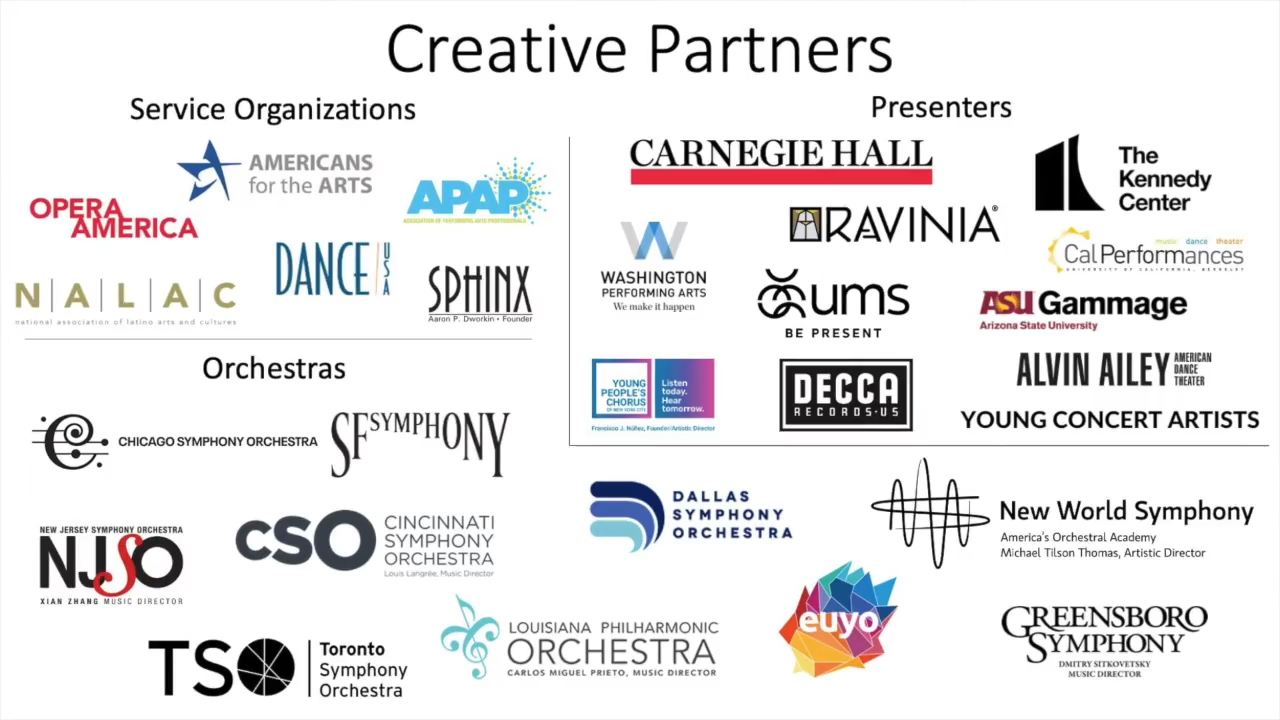 Creative Partners
Service Organizations
AMERICANS
for the ARTS
APAP
ASSOCIATION OF PERFORMING ARTS PROFESSIONALS
OPERA
AMERICA
DANCE USA
N|A|L|A|C
national association of latino arts and cultures
SPHINX
Aaron P. Dworkin • Founder
Presenters
CARNEGIE HALL
The
Kennedy
Center
RAVINIA®
WASHINGTON
PERFORMING ARTS
We make it happen
music dance theater
Cal Performances
UNIVERSITY OF CALIFORNIA, BERKELEY
ums
BE PRESENT
ASU Gammage
Arizona State University
YOUNG
PEOPLE'S
CHORUS
OF NEW YORK CITY
Listen
today.
Hear
tomorrow.
Francisco J. Núñez, Founder/Artistic Director
DECCA
RECORDS·US
ALVIN AILEY AMERICAN
DANCE
THEATER
YOUNG CONCERT ARTISTS
Orchestras
CHICAGO SYMPHONY ORCHESTRA
SF SYMPHONY
NEW JERSEY SYMPHONY ORCHESTRA
NJSO
XIAN ZHANG MUSIC DIRECTOR
CSO
CINCINNATI
SYMPHONY
ORCHESTRA
Louis Langrée, Music Director
DALLAS
SYMPHONY
ORCHESTRA
New World Symphony
America's Orchestral Academy
Michael Tilson Thomas, Artistic Director
TSO
Toronto
Symphony
Orchestra
LOUISIANA PHILHARMONIC
ORCHESTRA
CARLOS MIGUEL PRIETO, MUSIC DIRECTOR
euyo
GREENSBORO
SYMPHONY
DMITRY SITKOVETSKY
MUSIC DIRECTOR